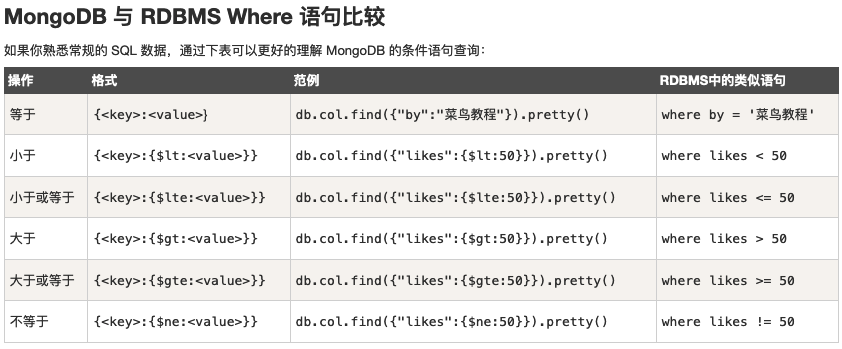 MongoDB 与 RDBMS Where 语句比较
如果你熟悉常规的 SQL 数据，通过下表可以更好的理解 MongoDB 的条件语句查询：
操作 格式 范例 RDBMS中的类似语句
等于 {<key>:<value>} db.col.find({"by":"菜鸟教程"}).pretty() where by = '菜鸟教程'
小于 {<key>:{$lt:<value>}} db.col.find({"likes":{$lt:50}}).pretty() where likes < 50
小于或等于 {<key>:{$lte:<value>}} db.col.find({"likes":{$lte:50}}).pretty() where likes <= 50
大于 {<key>:{$gt:<value>}} db.col.find({"likes":{$gt:50}}).pretty() where likes > 50
大于或等于 {<key>:{$gte:<value>}} db.col.find({"likes":{$gte:50}}).pretty() where likes >= 50
不等于 {<key>:{$ne:<value>}} db.col.find({"likes":{$ne:50}}).pretty() where likes != 50